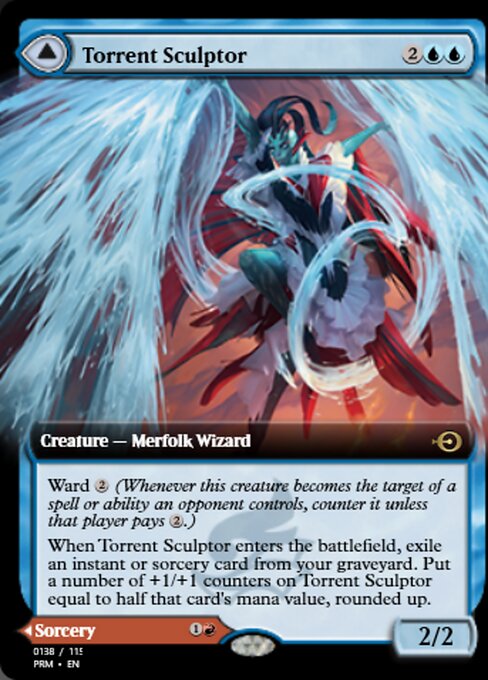 Torrent Sculptor 2
Creature — Merfolk Wizard
Ward 2 (Whenever this creature becomes the target of a
spell or ability an opponent controls, counter it unless
that player pays 2.)
When Torrent Sculptor enters the battlefield, exile
an instant or sorcery card from your graveyard. Put
a number of +1/+1 counters on Torrent Sculptor
equal to half that card's mana value, rounded up.
Sorcery 1
2/2
0138 / 115
PRM • EN